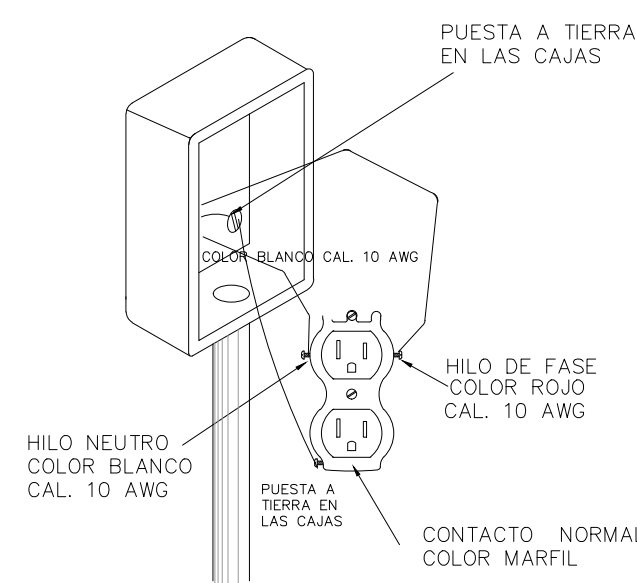 PUESTA A TIERRA
EN LAS CAJAS
COLOR BLANCO CAL. 10 AWG
HILO DE FASE
COLOR ROJO
CAL. 10 AWG
HILO NEUTRO
COLOR BLANCO
CAL. 10 AWG
PUESTA A
TIERRA EN
LAS CAJAS
CONTACTO NORMAL
COLOR MARFIL